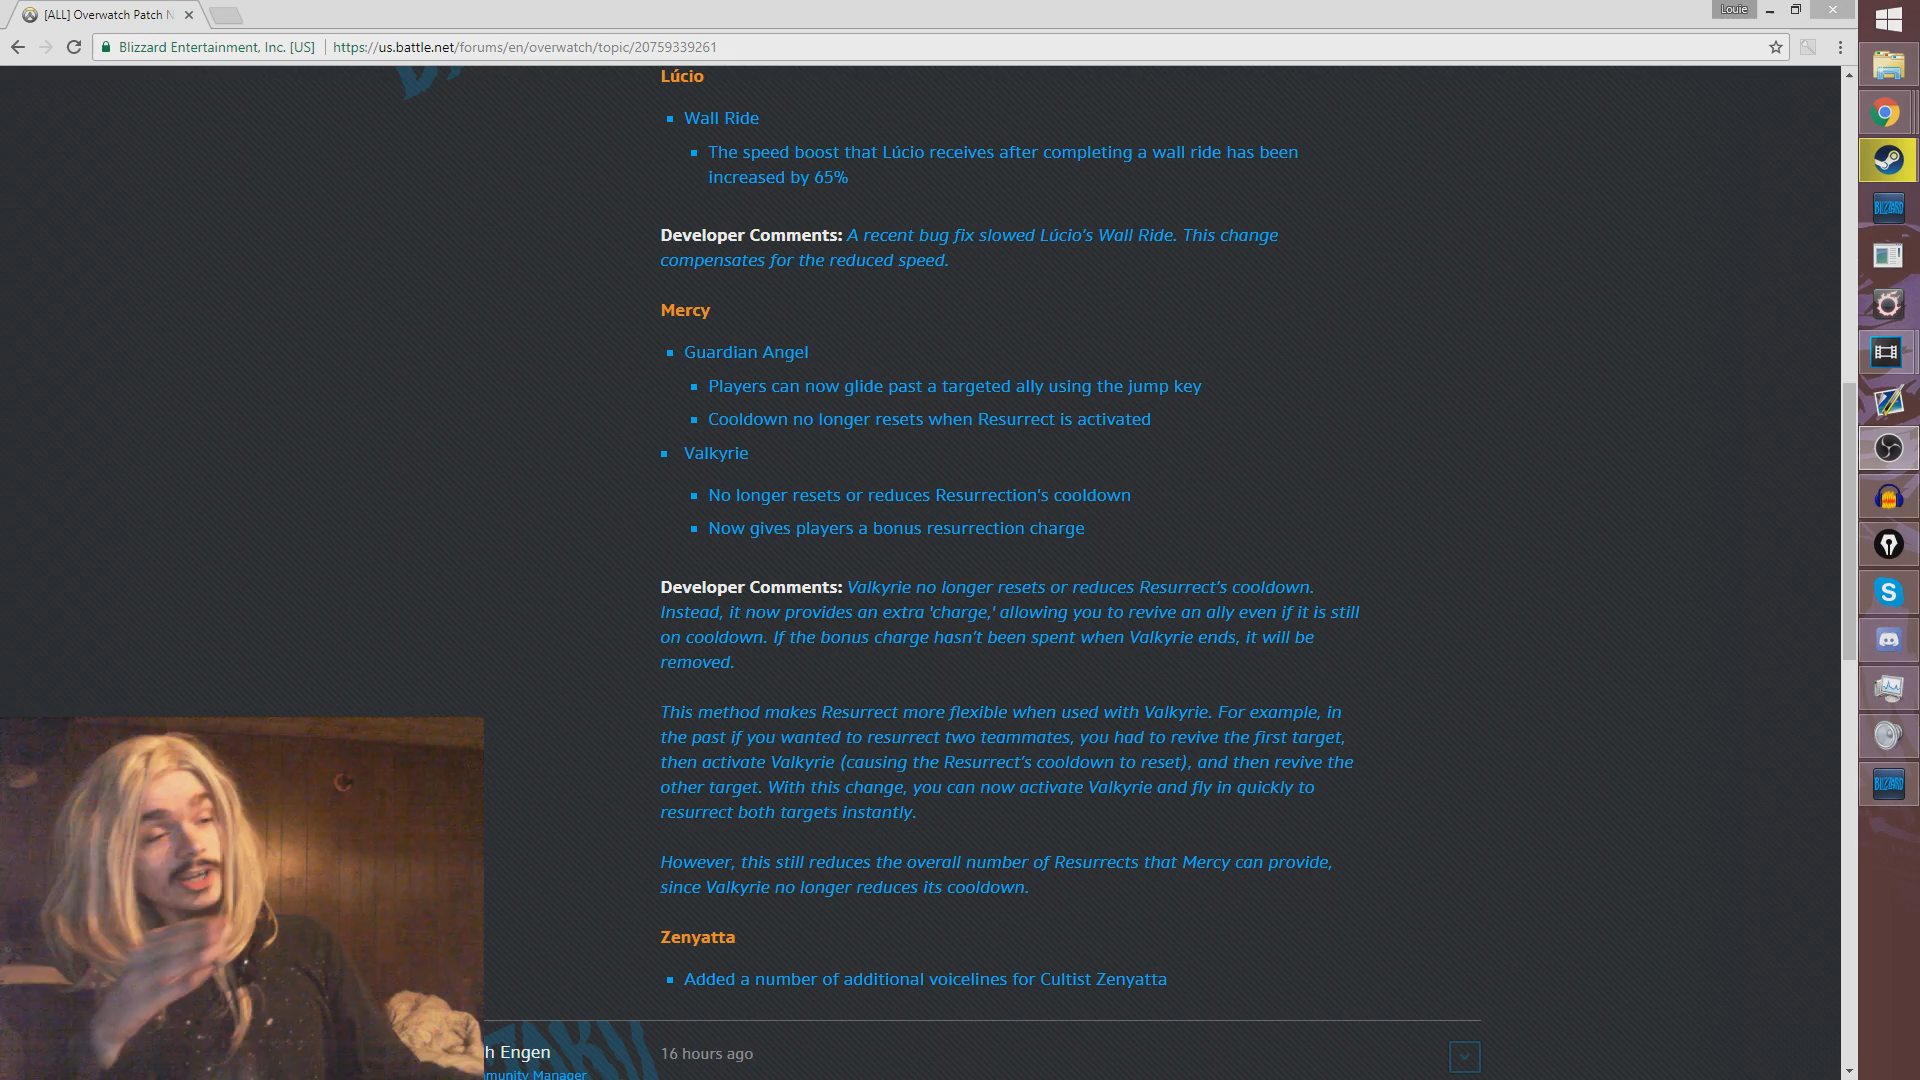 [ALL] Overwatch Patch N
Louie
Blizzard Entertainment, Inc. [US]
https://us.battle.net/forums/en/overwatch/topic/20759339261
Lúcio
Wall Ride
The speed boost that Lúcio receives after completing a wall ride has been
increased by 65%
Developer Comments: A recent bug fix slowed Lúcio's Wall Ride. This change
compensates for the reduced speed.
Mercy
Guardian Angel
Players can now glide past a targeted ally using the jump key
Cooldown no longer resets when Resurrect is activated
Valkyrie
No longer resets or reduces Resurrection's cooldown
Now gives players a bonus resurrection charge
Developer Comments: Valkyrie no longer resets or reduces Resurrect's cooldown.
Instead, it now provides an extra 'charge,' allowing you to revive an ally even if it is still
on cooldown. If the bonus charge hasn't been spent when Valkyrie ends, it will be
removed.
This method makes Resurrect more flexible when used with Valkyrie. For example, in
the past if you wanted to resurrect two teammates, you had to revive the first target,
then activate Valkyrie (causing the Resurrect's cooldown to reset), and then revive the
other target. With this change, you can now activate Valkyrie and fly in quickly to
resurrect both targets instantly.
However, this still reduces the overall number of Resurrects that Mercy can provide,
since Valkyrie no longer reduces its cooldown.
Zenyatta
Added a number of additional voicelines for Cultist Zenyatta
h Engen
16 hours ago
munity Manager
BLIZZARD
BLIZZARD